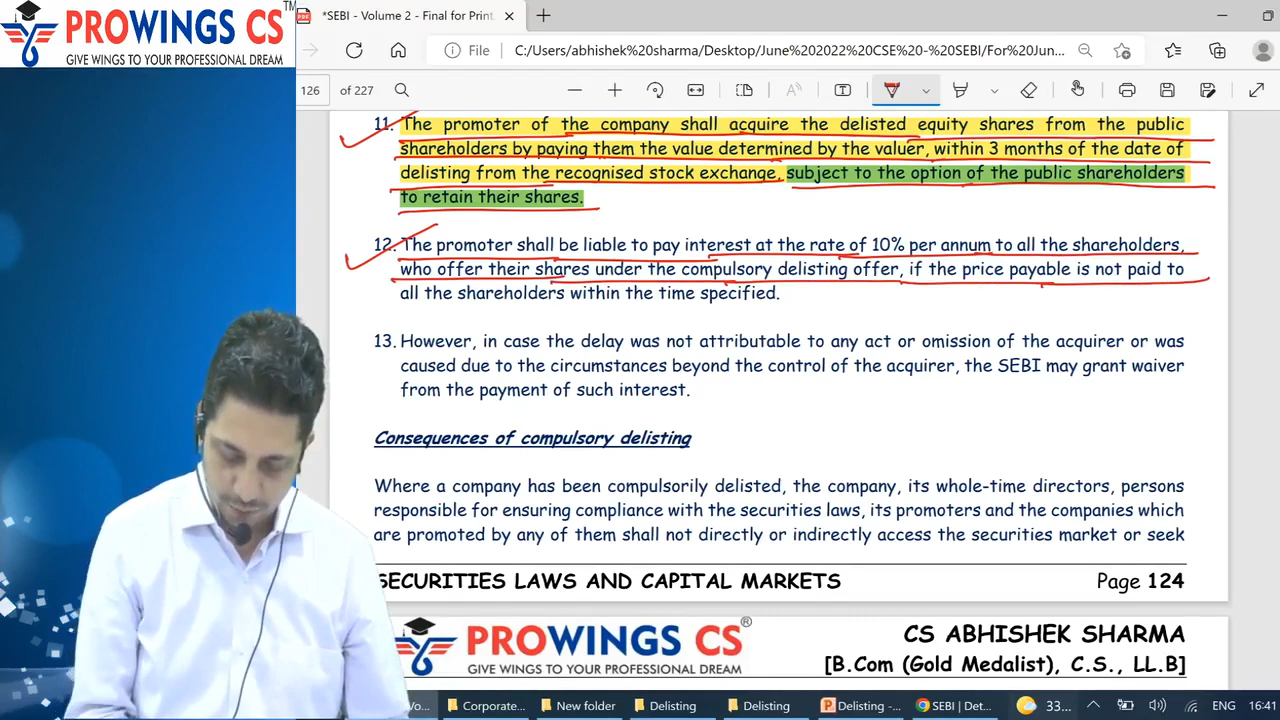 TM
PROWINGS CS
GIVE WINGS TO YOUR PROFESSIONAL DREAM
PDF
*SEBI - Volume 2 - Final for Print
File
C:/Users/abhishek%20sharma/Desktop/June%202022%20CSE%20-%20SEBI/For%20Jun...
126 of 227
11. The promoter of the company shall acquire the delisted equity shares from the public
shareholders by paying them the value determined by the valuer, within 3 months of the date of
delisting from the recognised stock exchange, subject to the option of the public shareholders
to retain their shares.
12. The promoter shall be liable to pay interest at the rate of 10% per annum to all the shareholders,
who offer their shares under the compulsory delisting offer, if the price payable is not paid to
all the shareholders within the time specified.
13. However, in case the delay was not attributable to any act or omission of the acquirer or was
caused due to the circumstances beyond the control of the acquirer, the SEBI may grant waiver
from the payment of such interest.
Consequences of compulsory delisting
Where a company has been compulsorily delisted, the company, its whole-time directors, persons
responsible for ensuring compliance with the securities laws, its promoters and the companies which
are promoted by any of them shall not directly or indirectly access the securities market or seek
SECURITIES LAWS AND CAPITAL MARKETS Page 124
PROWINGS CS ®
GIVE WINGS TO YOUR PROFESSIONAL DREAM
CS ABHISHEK SHARMA
[B.Com (Gold Medalist), C.S., LL.B]
Vo...
Corporate...
New folder
Delisting
Delisting
Delisting -...
SEBI | Det...
33...
ENG
16:41